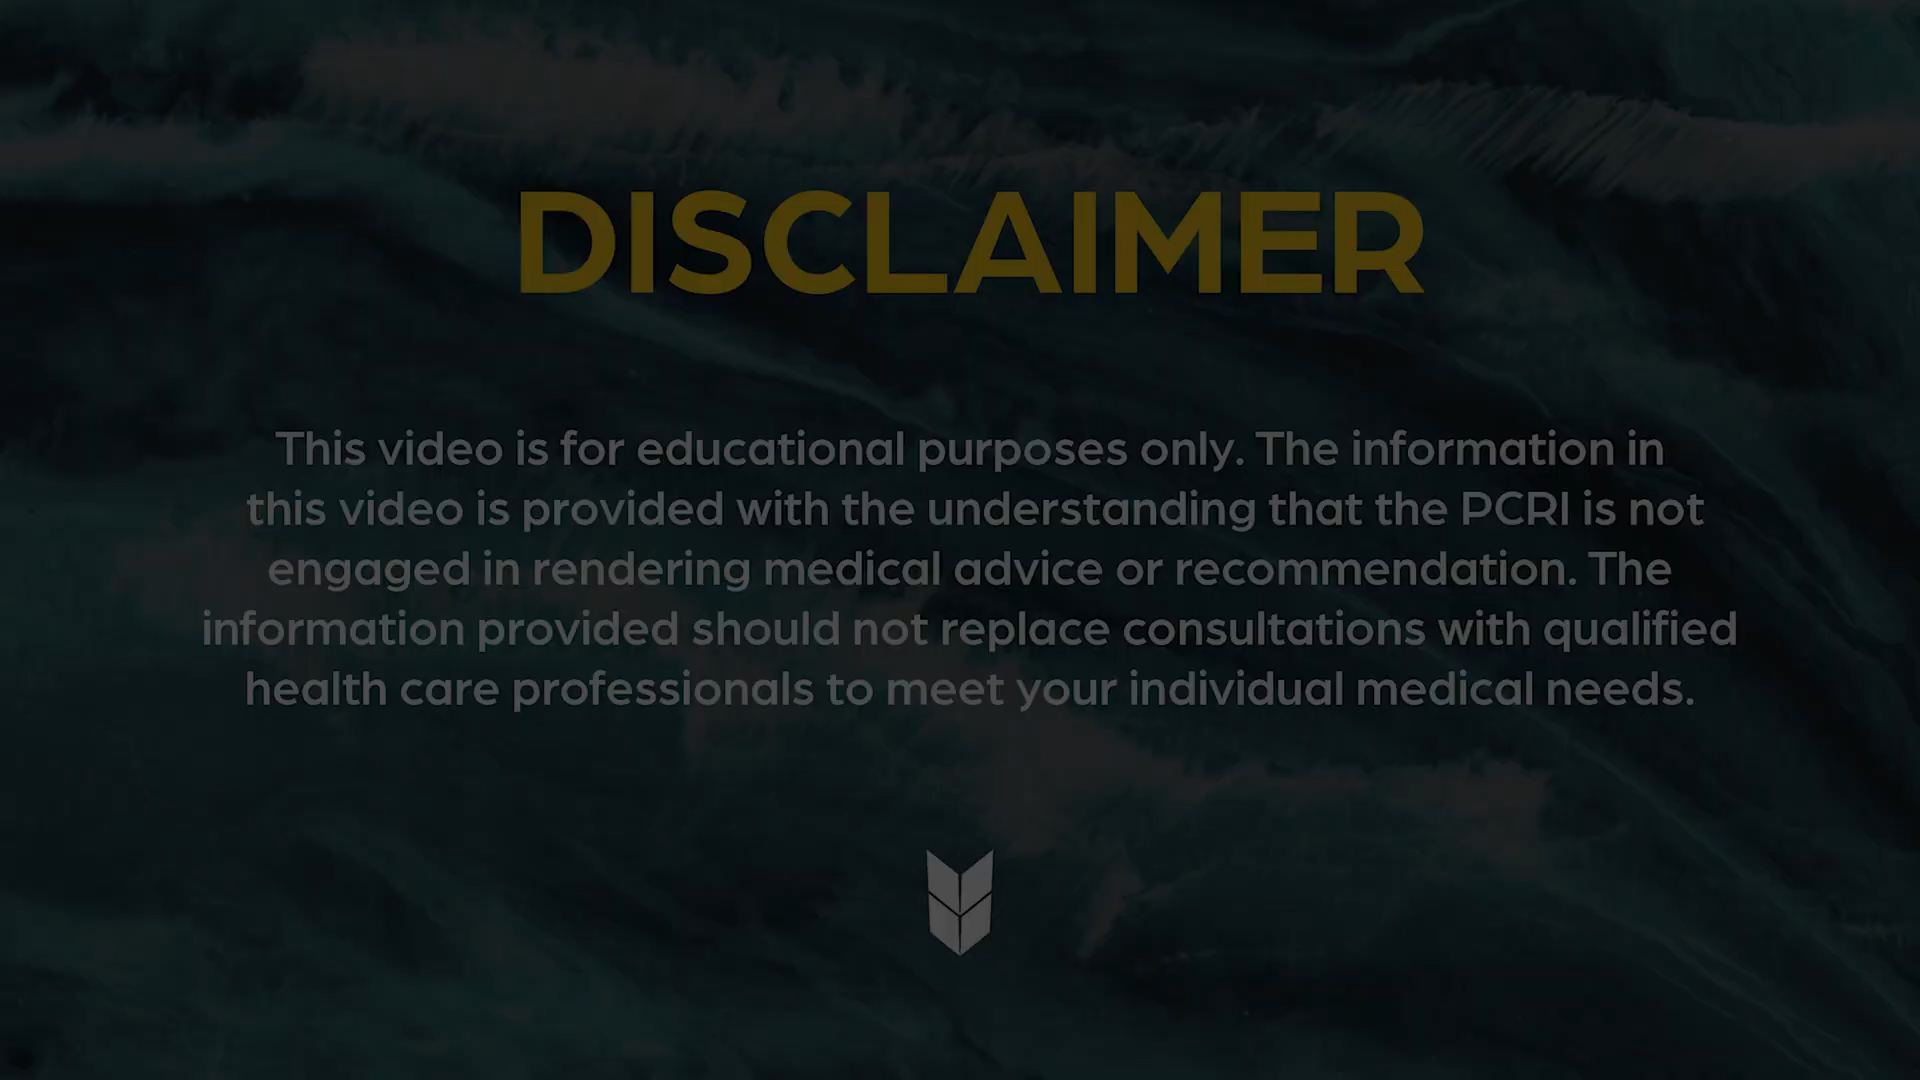 DISCLAIMER
This video is for educational purposes only. The information in
this video is provided with the understanding that the PCRI is not
engaged in rendering medical advice or recommendation. The
information provided should not replace consultations with qualified
health care professionals to meet your individual medical needs.